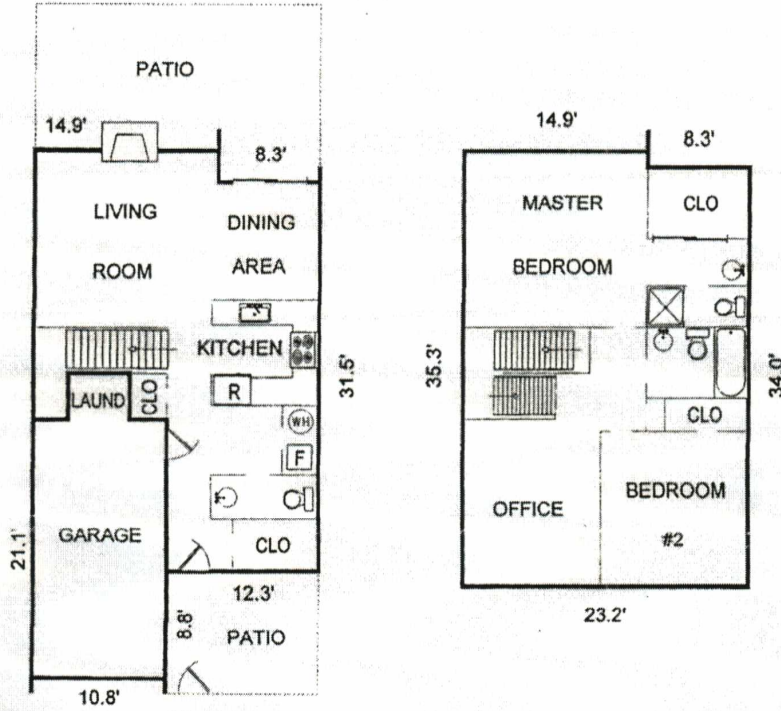 PATIO
14.9'
8.3'
LIVING
ROOM
DINING
AREA
KITCHEN
R
31.5'
LAUND
CLO
WH
F
GARAGE
21.1'
CLO
12.3'
8.8'
PATIO
10.8'
14.9'
8.3'
MASTER
BEDROOM
CLO
35.3'
34.0'
CLO
OFFICE
BEDROOM
#2
23.2'